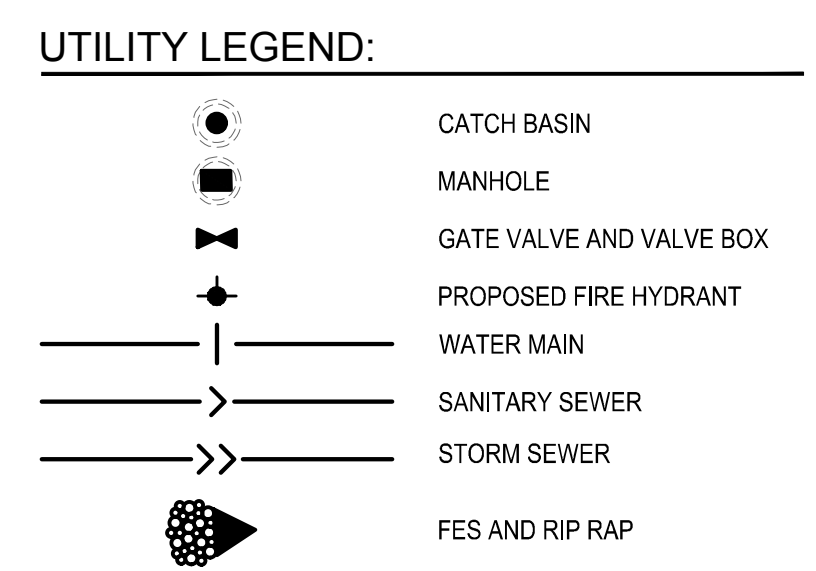 UTILITY LEGEND:
CATCH BASIN
MANHOLE
GATE VALVE AND VALVE BOX
PROPOSED FIRE HYDRANT
WATER MAIN
SANITARY SEWER
STORM SEWER
FES AND RIP RAP